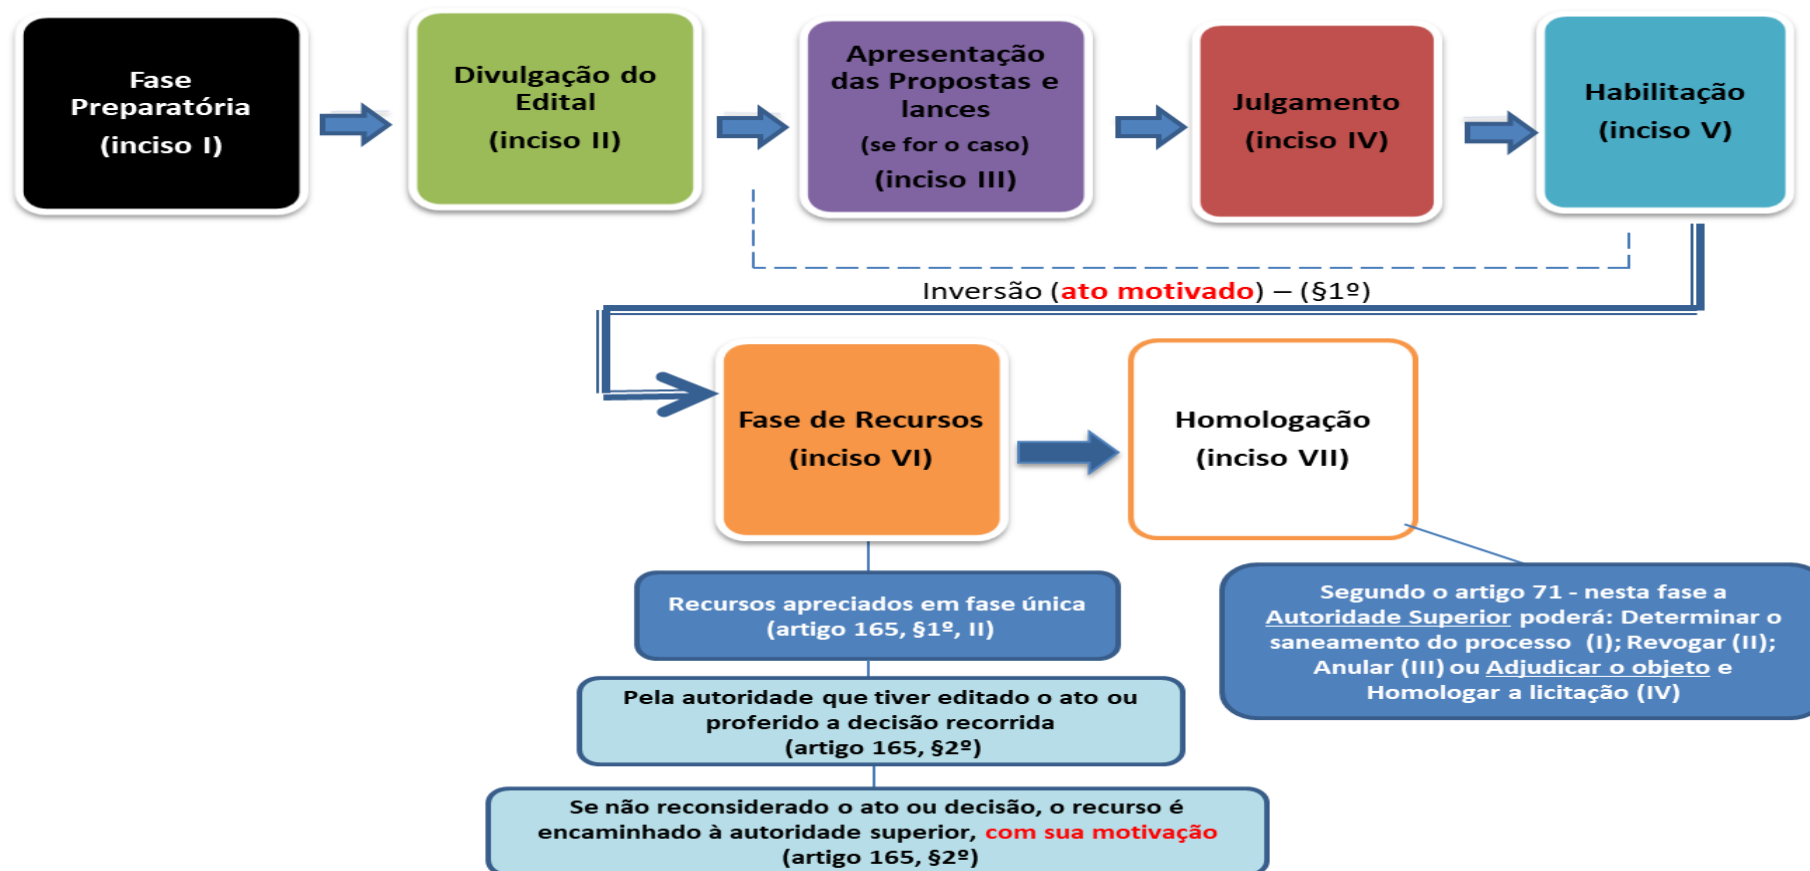 Fase
Preparatória
(inciso I)
Divulgação do
Edital
(inciso II)
Apresentação
das Propostas e
lances
(se for o caso)
(inciso III)
Julgamento
(inciso IV)
Habilitação
(inciso V)
Inversão (ato motivado) – (§1º)
Fase de Recursos
(inciso VI)
Homologação
(inciso VII)
Recursos apreciados em fase única
(artigo 165, §1º, II)
Pela autoridade que tiver editado o ato ou
proferido a decisão recorrida
(artigo 165, §2º)
Se não reconsiderado o ato ou decisão, o recurso é
encaminhado à autoridade superior, com sua motivação
(artigo 165, §2º)
Segundo o artigo 71 - nesta fase a
Autoridade Superior poderá: Determinar o
saneamento do processo (I); Revogar (II);
Anular (III) ou Adjudicar o objeto e
Homologar a licitação (IV)